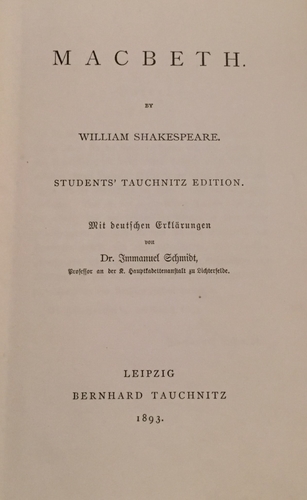 MACBETH.
BY
WILLIAM SHAKESPEARE.
STUDENTS' TAUCHNITZ EDITION.
Mit deutschen Erklärungen
von
Dr. Immanuel Schmidt,
Professor an der K. Hauptkadettenanstalt zu Lichterfelde.
LEIPZIG
BERNHARD TAUCHNITZ
1893.